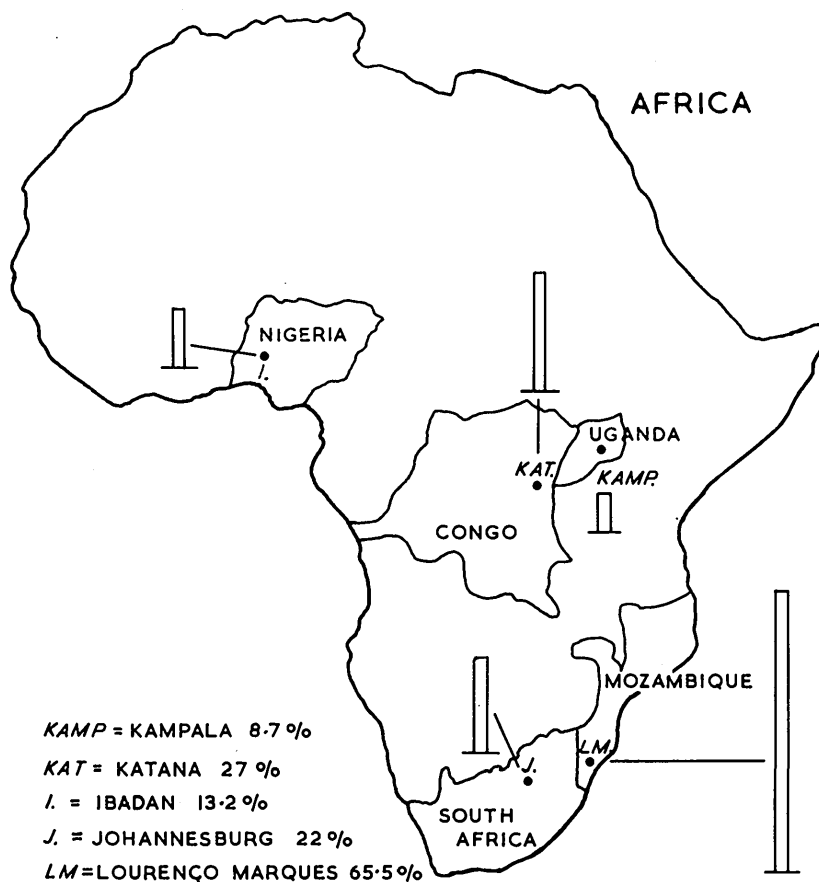 AFRICA
NIGERIA
I.
UGANDA
KAT.
KAMP.
CONGO
MOZAMBIQUE
LM.
J.
SOUTH
AFRICA
KAMP = KAMPALA 8·7%
KAT = KATANA 27%
I. = IBADAN 13·2%
J. = JOHANNESBURG 22%
LM=LOURENÇO MARQUES 65·5%